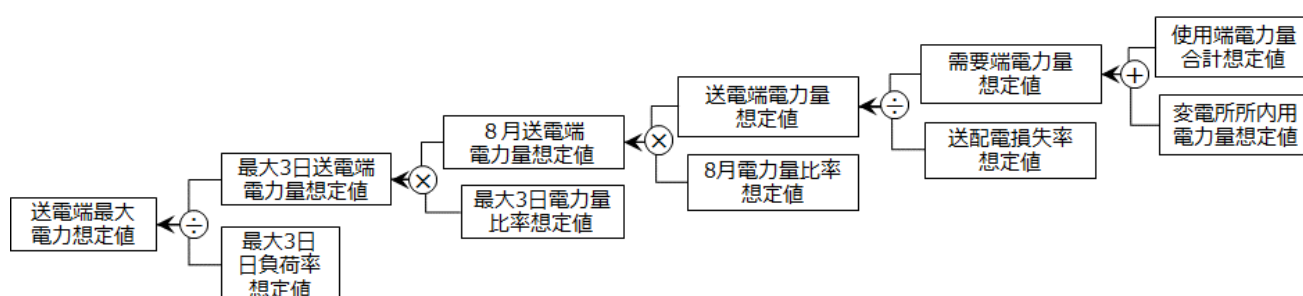 使用端電力量
合計想定値
需要端電力量
想定値
+
送電端電力量
想定値
÷
変電所所内用
電力量想定値
８月送電端
電力量想定値
×
送配電損失率
想定値
最大3日送電端
電力量想定値
×
8月電力量比率
想定値
送電端最大
電力想定値
÷
最大3日電力量
比率想定値
最大3日
日負荷率
想定値